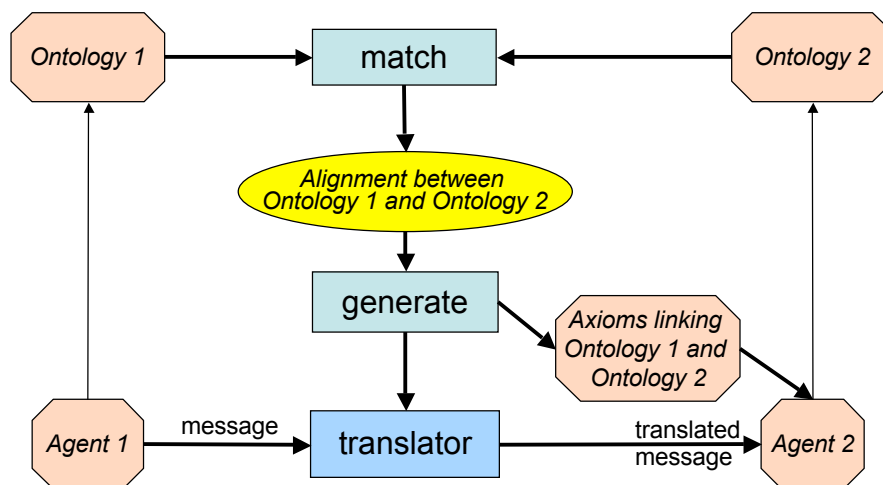 Ontology 1
match
Ontology 2
Alignment between
Ontology 1 and Ontology 2
generate
Axioms linking
Ontology 1 and
Ontology 2
Agent 1
message
translator
translated
message
Agent 2